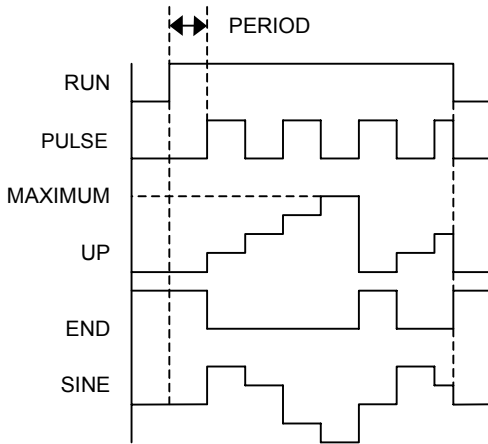 PERIOD
RUN
PULSE
MAXIMUM
UP
END
SINE